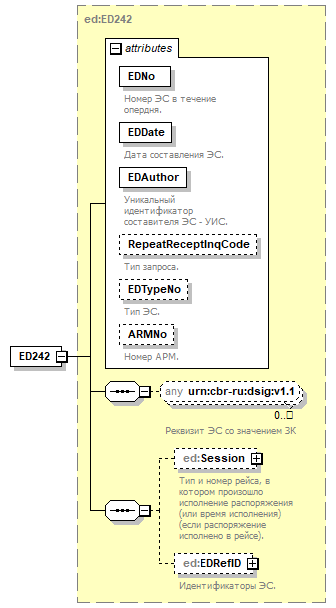 ed:ED242
attributes
EDNo
Номер ЭС в течение
опердня.
EDDate
Дата составления ЭС.
EDAuthor
Уникальный
идентификатор
составителя ЭС - УИС.
RepeatReceptInqCode
Тип запроса.
EDTypeNo
Тип ЭС.
ARMNo
Номер АРМ.
ED242
any urn:cbr-ru:dsig:v1.1
0..□
Реквизит ЭС со значением ЗК
ed:Session
Тип и номер рейса, в
котором произошло
исполнение распоряжения
(или время исполнения)
(если распоряжение
исполнено в рейсе).
ed:EDRefID
Идентификаторы ЭС.